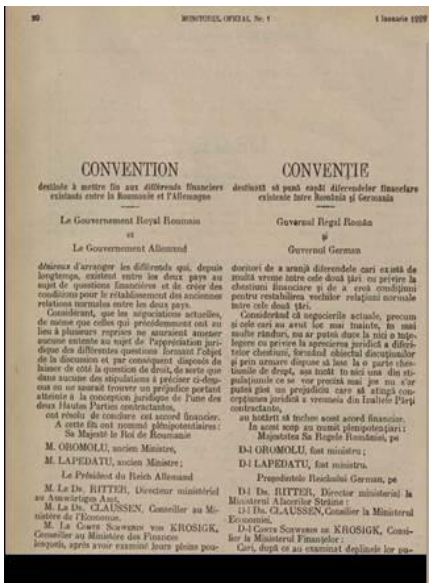 90 MONITORUL OFICIAL Nr. 1 1 Ianuarie 1929
CONVENTION
destinée à mettre fin aux différends financiers
existants entre la Roumanie et l'Allemagne
Le Gouvernement Royal Roumain
et
Le Gouvernement Allemand
désireux d'arranger les différends qui, depuis
longtemps, existent entre les deux pays au
sujet de questions financières et de créer des
conditions pour le rétablissement des anciennes
relations normales entre les deux pays.
Considérant, que les négociations actuelles,
de même que celles qui précédemment ont eu
lieu à plusieurs reprises ne sauraient amener
aucune entente au sujet de l'appréciation juri-
dique des différentes questions formant l'objet
de la discussion et par conséquent disposés de
laisser de côté la question de droit, de sorte que
dans aucune des stipulations à préciser ci-dess-
ous on ne saurait trouver un préjudice portant
atteinte à la conception juridique de l'une des
deux Hautes Parties contractantes,
ont résolu de conclure cet accord financier.
A cette fin ont nommé plénipotentiaires:
Sa Majesté le Roi de Roumanie
M. OROMOLU, ancien Ministre,
M. LAPEDATU, ancien Ministre;
Le Président du Reich Allemand
M. Le Dr. RITTER, Directeur ministériel
au Auswärtiges Amt,
M. Le Dr. CLAUSSEN, Conseiller au Mi-
nistère de l'Economie.
M. Le Comte Schwerin von KROSIGK,
Conseiller au Ministère des Finances
lesquels, après avoir examiné leurs pleins pou-
CONVENȚIE
destinată să pună capăt diferendelor financiare
existente între România și Germania
Guvernul Regal Român
și
Guvernul German
doritori de a aranjà diferendele cari există de
multă vreme între cele două țări cu privire la
chestiuni financiare și de a creà condițiuni
pentru restabilirea vechilor relațiuni normale
între cele două țări.
Considerând că negocierile actuale, precum
și cele cari au avut loc mai înainte, în mai
multe rânduri, nu ar puteà duce la nici o înțe-
legere cu privire la aprecierea juridică a diferi-
telor chestiuni, formând obiectul discuțiunilor
și prin urmare dispuse să lase la o parte ches-
tiunile de drept, așa încât în nici una din sti-
pulațiunile ce se vor precizà mai jos nu s'ar
puteà găsi un prejudiciu care să atingă con-
cepțiunea juridică a vreuneia din Înaltele Părți
contractante,
au hotărît să încheie acest acord financiar.
In acest scop au numit plenipotențiari:
Majestatea Sa Regele României, pe
D-l OROMOLU, fost ministru;
D-l LAPEDATU, fost ministru.
Președintele Reichului German, pe
D-l Dr. RITTER, Director ministerial la
Ministerul Afacerilor Străine:
D-l Dr. CLAUSSEN, Consilier la Ministerul
Economiei.
D-l Conte Schwerin de KROSIGK, Consi-
lier la Ministerul Finanțelor:
Cari, după ce au examinat deplinele lor pu-